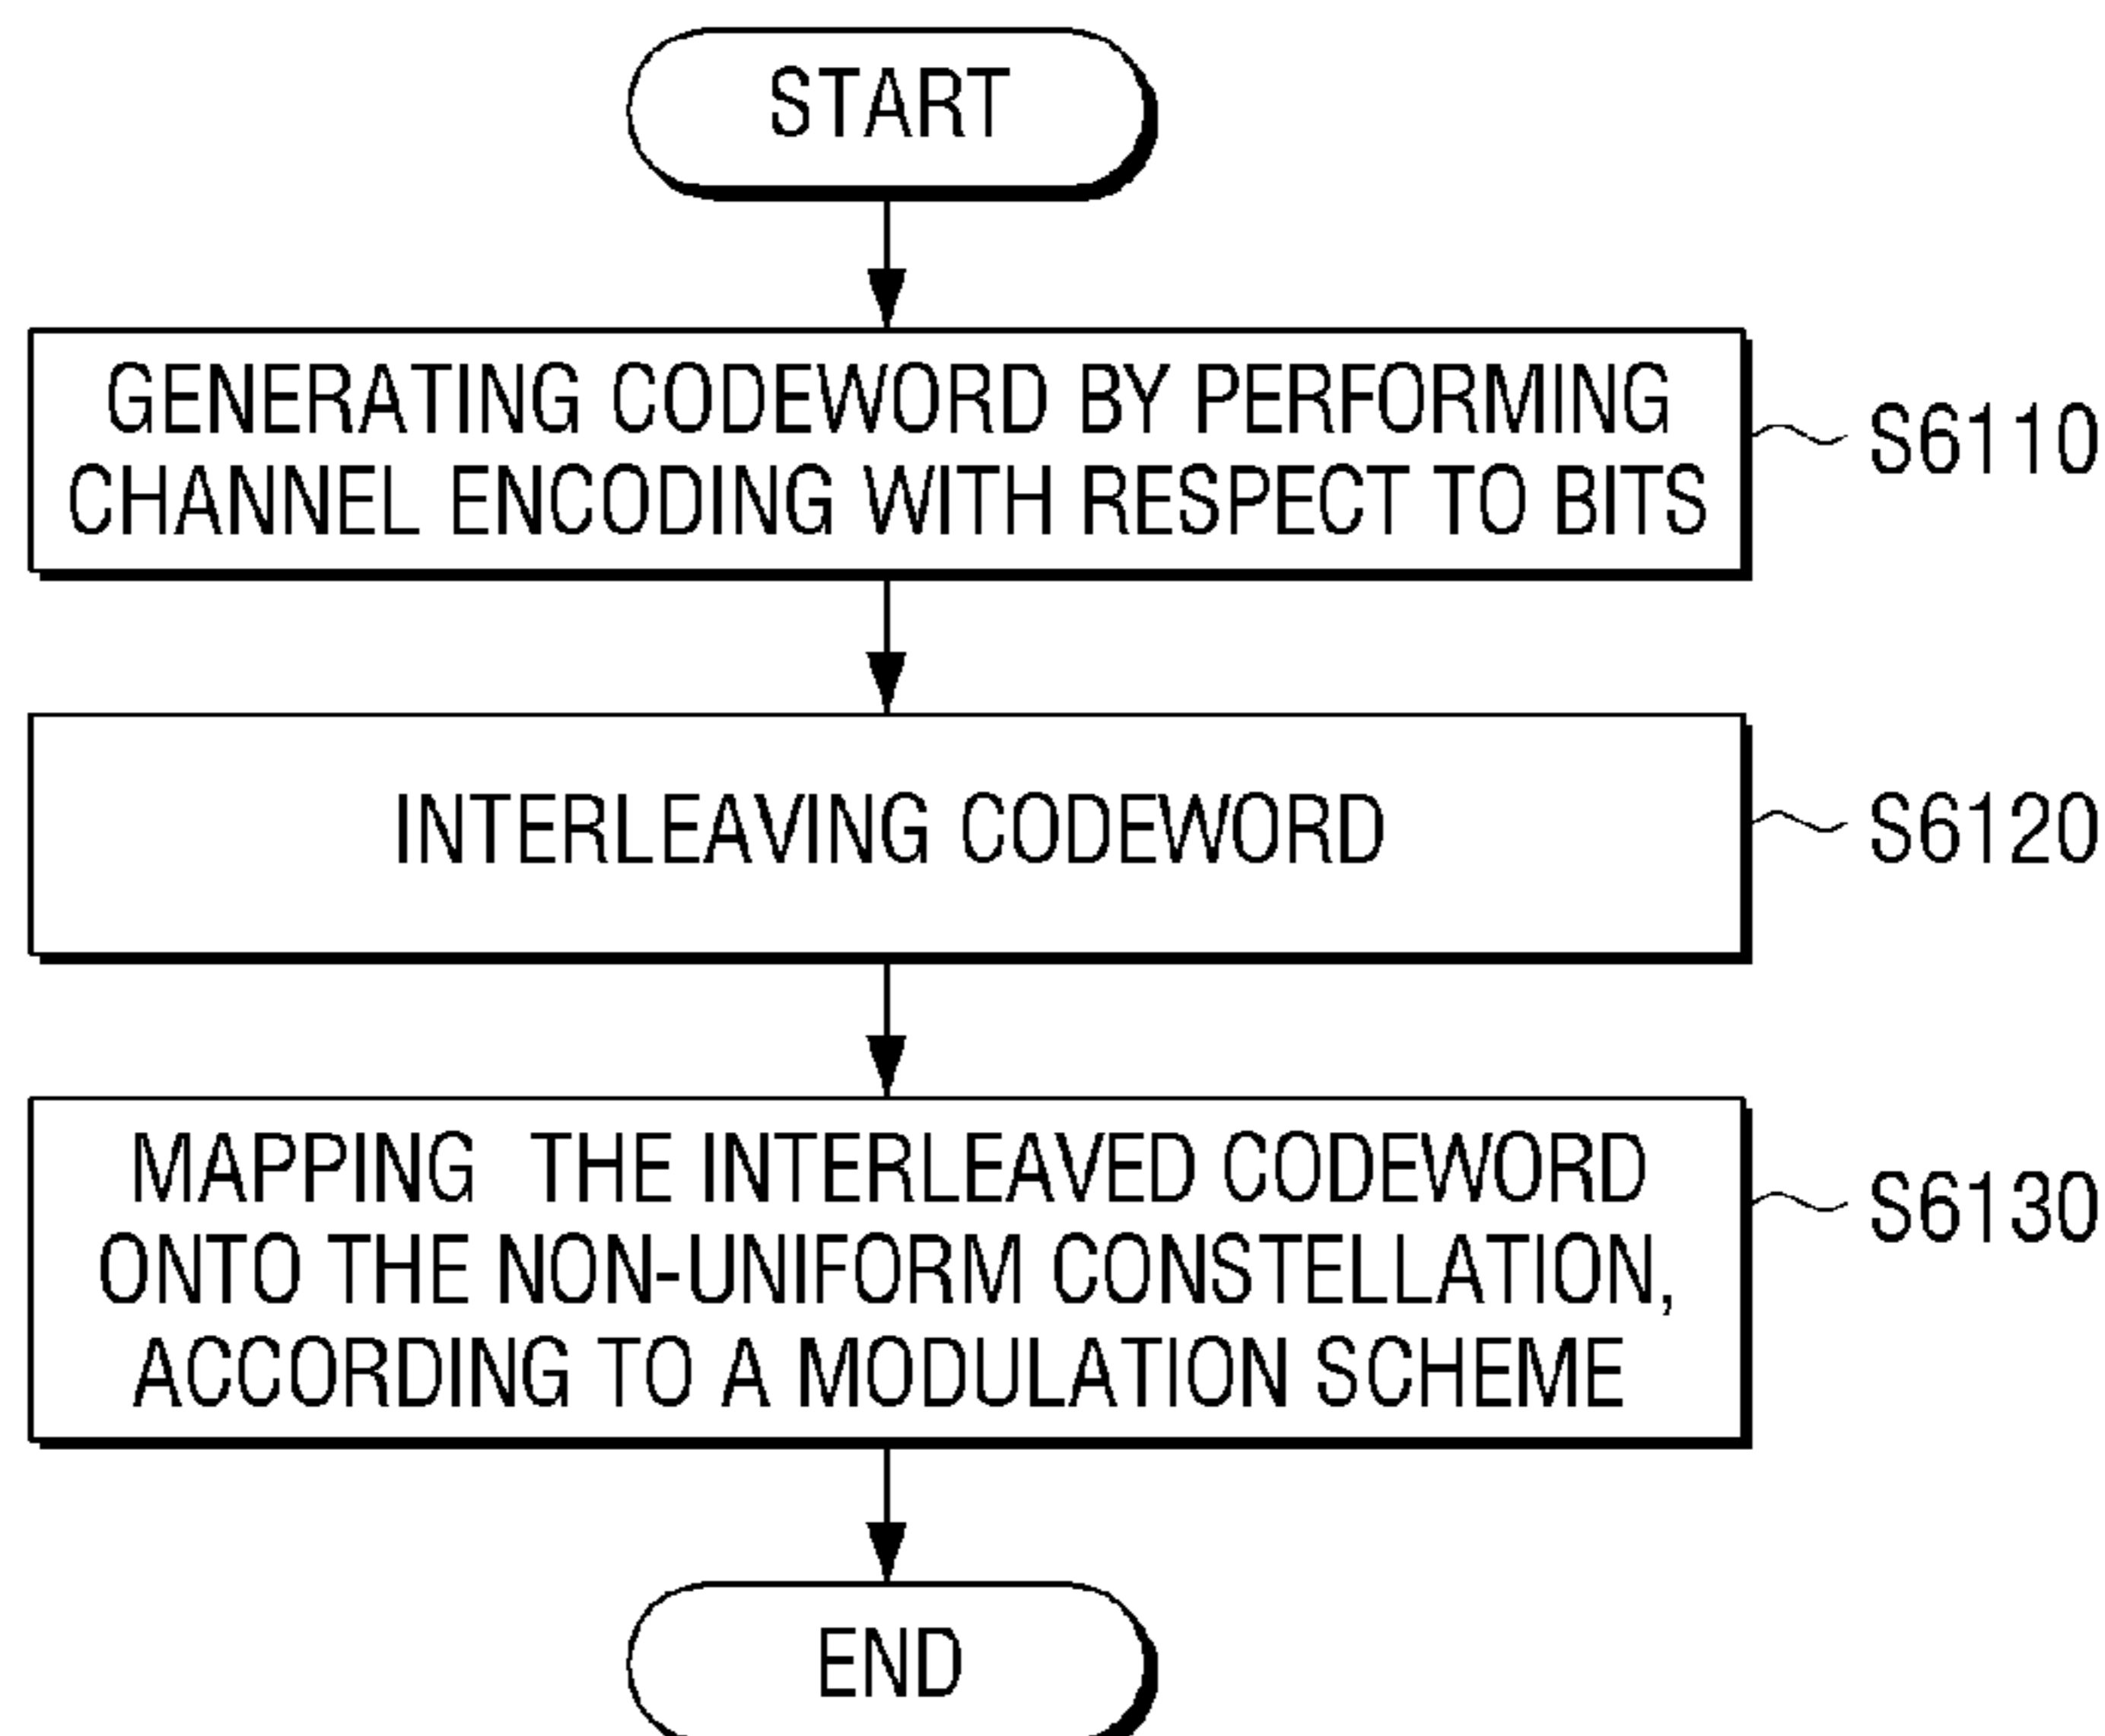 START
GENERATING CODEWORD BY PERFORMING
CHANNEL ENCODING WITH RESPECT TO BITS
S6110
INTERLEAVING CODEWORD
S6120
MAPPING THE INTERLEAVED CODEWORD
ONTO THE NON-UNIFORM CONSTELLATION,
ACCORDING TO A MODULATION SCHEME
S6130
END